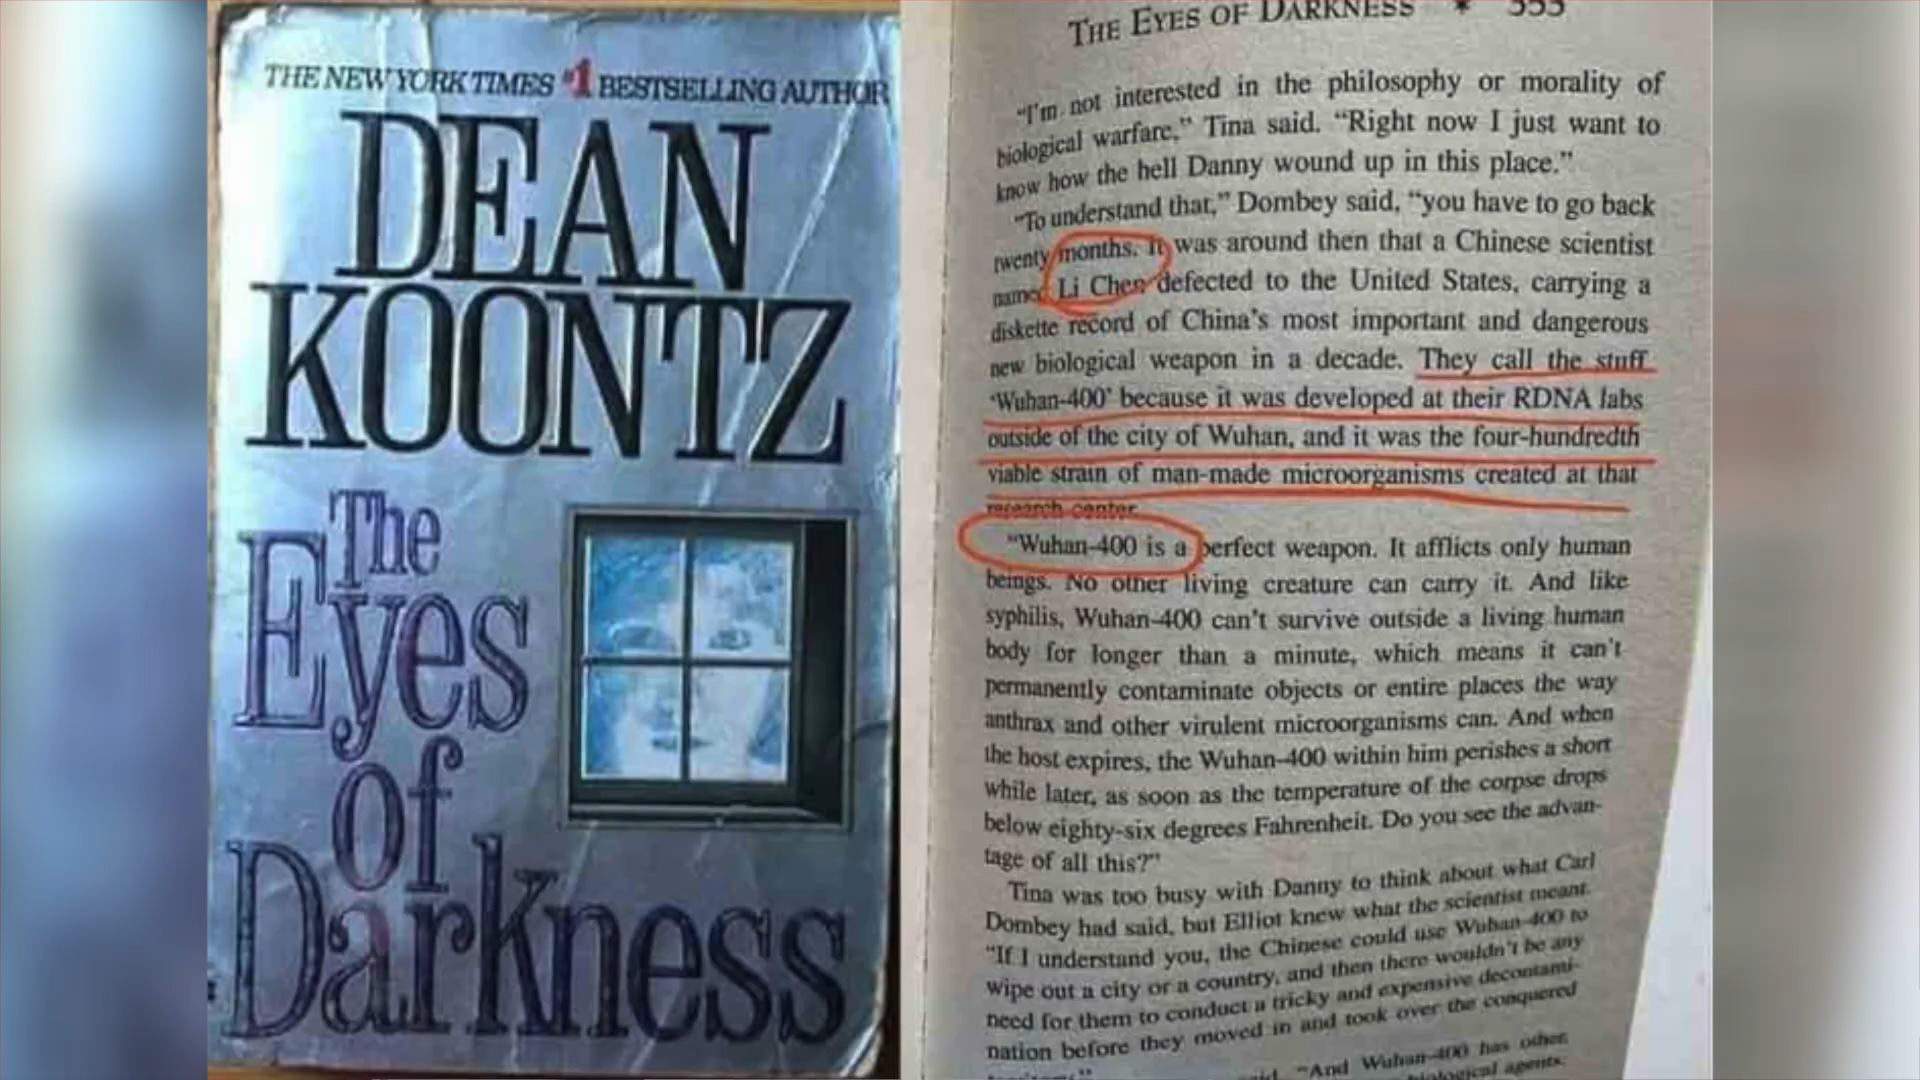 THE NEW YORK TIMES #1 BESTSELLING AUTHOR
DEAN
KOONTZ
The
Eyes
of
Darkness
THE EYES OF DARKNESS * 353
"I'm not interested in the philosophy or morality of
biological warfare," Tina said. "Right now I just want to
know how the hell Danny wound up in this place."
"To understand that," Dombey said, "you have to go back
twenty months. It was around then that a Chinese scientist
named Li Chen defected to the United States, carrying a
diskette record of China's most important and dangerous
new biological weapon in a decade. They call the stuff
'Wuhan-400' because it was developed at their RDNA labs
outside of the city of Wuhan, and it was the four-hundredth
viable strain of man-made microorganisms created at that
research center.
"Wuhan-400 is a perfect weapon. It afflicts only human
beings. No other living creature can carry it. And like
syphilis, Wuhan-400 can't survive outside a living human
body for longer than a minute, which means it can't
permanently contaminate objects or entire places the way
anthrax and other virulent microorganisms can. And when
the host expires, the Wuhan-400 within him perishes a short
while later, as soon as the temperature of the corpse drops
below eighty-six degrees Fahrenheit. Do you see the advan-
tage of all this?"
Tina was too busy with Danny to think about what Carl
Dombey had said, but Elliot knew what the scientist meant.
"If I understand you, the Chinese could use Wuhan-400 to
wipe out a city or a country, and then there wouldn't be any
need for them to conduct a tricky and expensive decontami-
nation before they moved in and took over the conquered
"And Wuhan-400 has other,
biological agents.